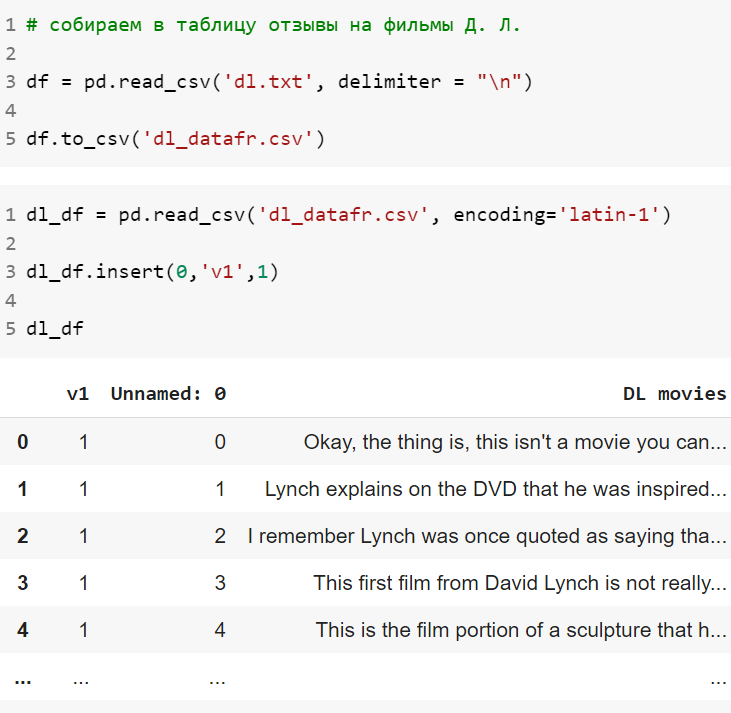 1 # собираем в таблицу отзывы на фильмы Д. Л.
2
3 df = pd.read_csv('dl.txt', delimiter = "\n")
4
5 df.to_csv('dl_datafr.csv')
1 dl_df = pd.read_csv('dl_datafr.csv', encoding='latin-1')
2
3 dl_df.insert(0,'v1',1)
4
5 dl_df
v1 Unnamed: 0 DL movies
0 1 0 Okay, the thing is, this isn't a movie you can...
1 1 1 Lynch explains on the DVD that he was inspired...
2 1 2 I remember Lynch was once quoted as saying tha...
3 1 3 This first film from David Lynch is not really...
4 1 4 This is the film portion of a sculpture that h...
... ... ... ...